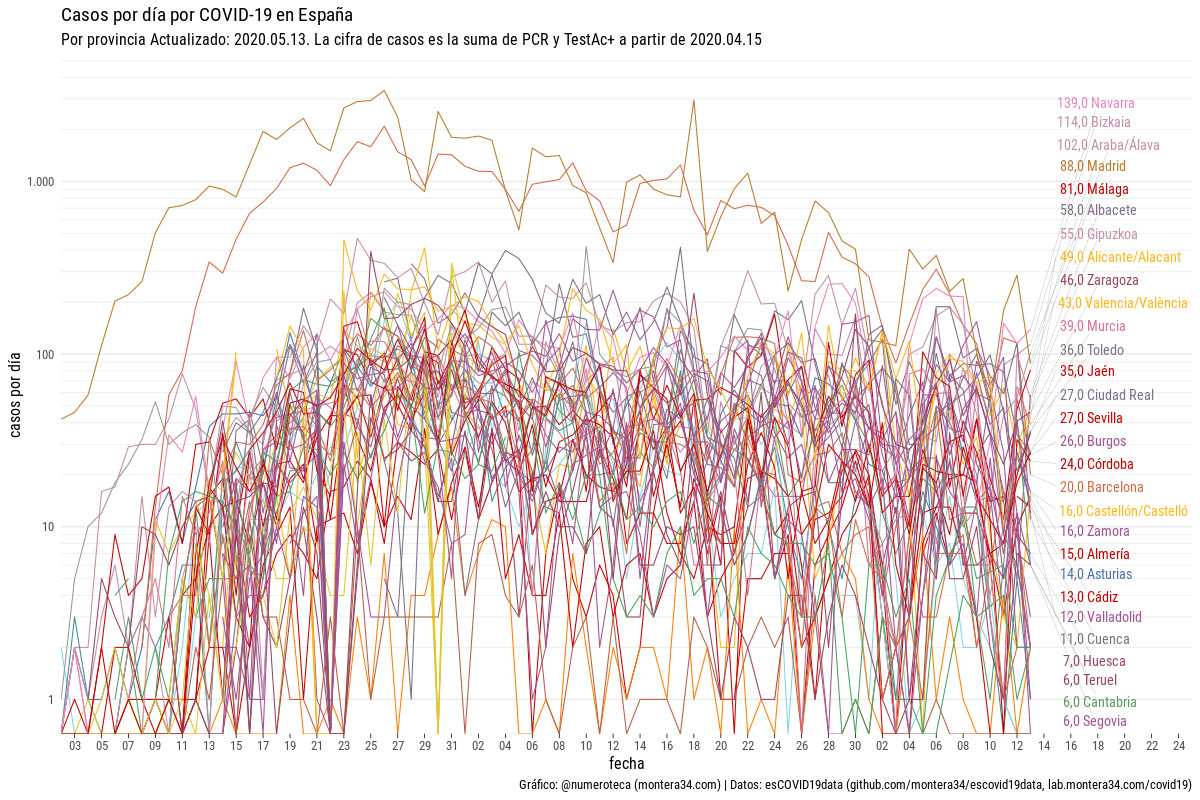 Casos por día por COVID-19 en España
Por provincia Actualizado: 2020.05.13. La cifra de casos es la suma de PCR y TestAc+ a partir de 2020.04.15
139,0 Navarra
114,0 Bizkaia
102,0 Araba/Álava
88,0 Madrid
81,0 Málaga
58,0 Albacete
55,0 Gipuzkoa
49,0 Alicante/Alacant
46,0 Zaragoza
43,0 Valencia/València
39,0 Murcia
36,0 Toledo
35,0 Jaén
27,0 Ciudad Real
27,0 Sevilla
26,0 Burgos
24,0 Córdoba
20,0 Barcelona
16,0 Castellón/Castelló
16,0 Zamora
15,0 Almería
14,0 Asturias
13,0 Cádiz
12,0 Valladolid
11,0 Cuenca
7,0 Huesca
6,0 Teruel
6,0 Cantabria
6,0 Segovia
casos por día
1.000
100
10
1
03 05 07 09 11 13 15 17 19 21 23 25 27 29 31 02 04 06 08 10 12 14 16 18 20 22 24 26 28 30 02 04 06 08 10 12 14 16 18 20 22 24
fecha
Gráfico: @numeroteca (montera34.com) | Datos: esCOVID19data (github.com/montera34/escovid19data, lab.montera34.com/covid19)